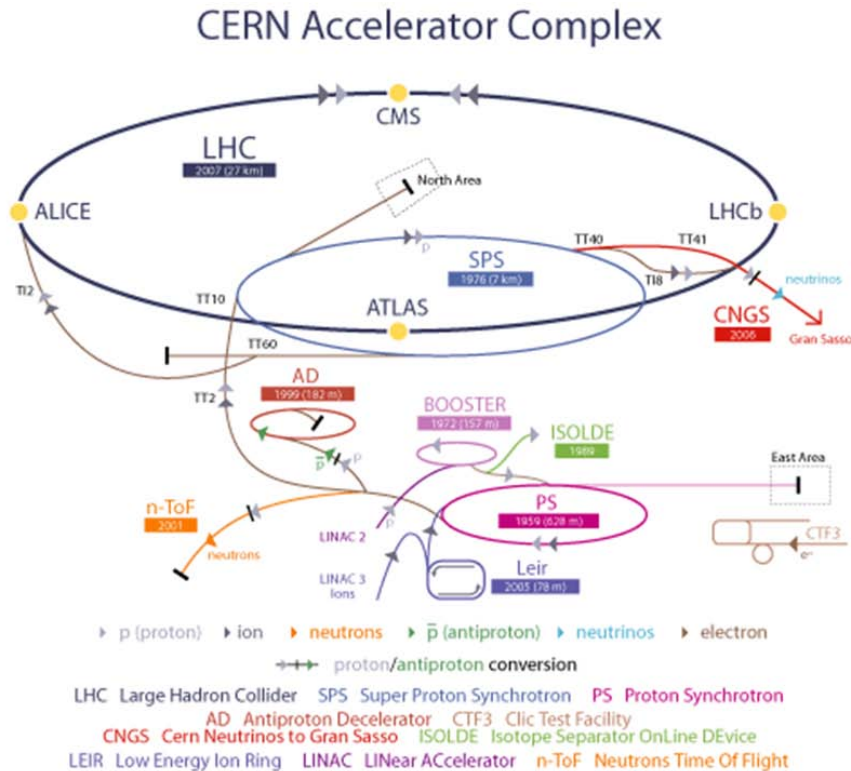 CERN Accelerator Complex
CMS
LHC
2007 (27 km)
North Area
ALICE
LHCb
TT40
TT41
p
SPS
1976 (7 km)
TI8
neutrinos
TI2
TT10
ATLAS
CNGS
2006
Gran Sasso
TT60
AD
1999 (182 m)
TT2
BOOSTER
1972 (157 m)
ISOLDE
1989
East Area
p̅
p
n-ToF
2001
PS
1959 (628 m)
LINAC 2
p
neutrons
CTF3
e⁻
LINAC 3
Ions
Leir
2005 (78 m)
p (proton) ion neutrons p̅ (antiproton) neutrinos electron
proton/antiproton conversion
LHC Large Hadron Collider SPS Super Proton Synchrotron PS Proton Synchrotron
AD Antiproton Decelerator CTF3 Clic Test Facility
CNGS Cern Neutrinos to Gran Sasso ISOLDE Isotope Separator OnLine DEvice
LEIR Low Energy Ion Ring LINAC LINear ACcelerator n-ToF Neutrons Time Of Flight